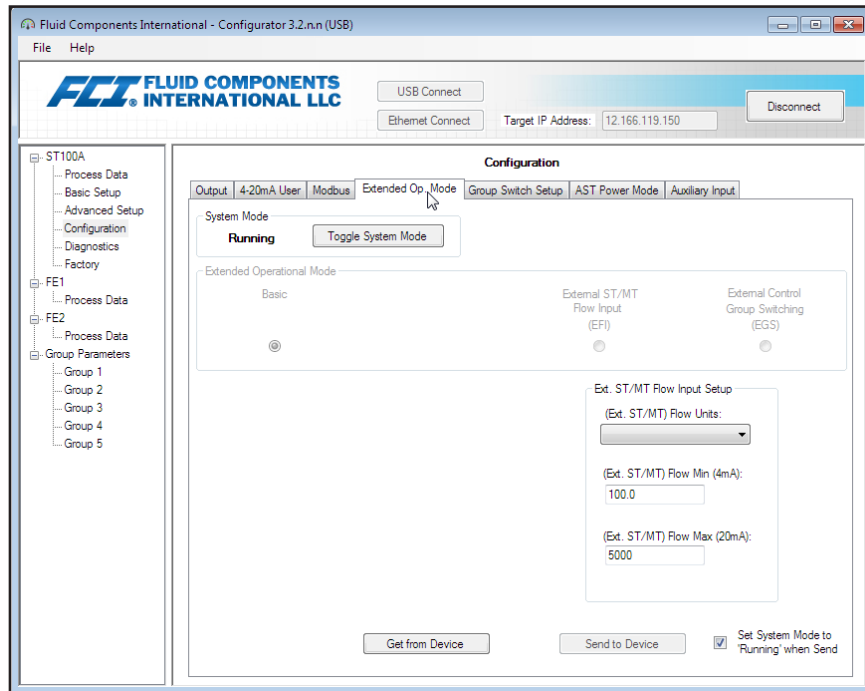 Fluid Components International - Configurator 3.2.n.n (USB)
File Help
FCI® FLUID COMPONENTS
INTERNATIONAL LLC
USB Connect
Ethernet Connect
Target IP Address: 12.166.119.150
Disconnect
ST100A
Process Data
Basic Setup
Advanced Setup
Configuration
Diagnostics
Factory
FE1
Process Data
FE2
Process Data
Group Parameters
Group 1
Group 2
Group 3
Group 4
Group 5
Configuration
Output 4-20mA User Modbus Extended Op. Mode Group Switch Setup AST Power Mode Auxiliary Input
System Mode
Running Toggle System Mode
Extended Operational Mode
Basic
External ST/MT
Flow Input
(EFI)
External Control
Group Switching
(EGS)
Ext. ST/MT Flow Input Setup
(Ext. ST/MT) Flow Units:
(Ext. ST/MT) Flow Min (4mA):
100.0
(Ext. ST/MT) Flow Max (20mA):
5000
Get from Device
Send to Device
Set System Mode to
'Running' when Send